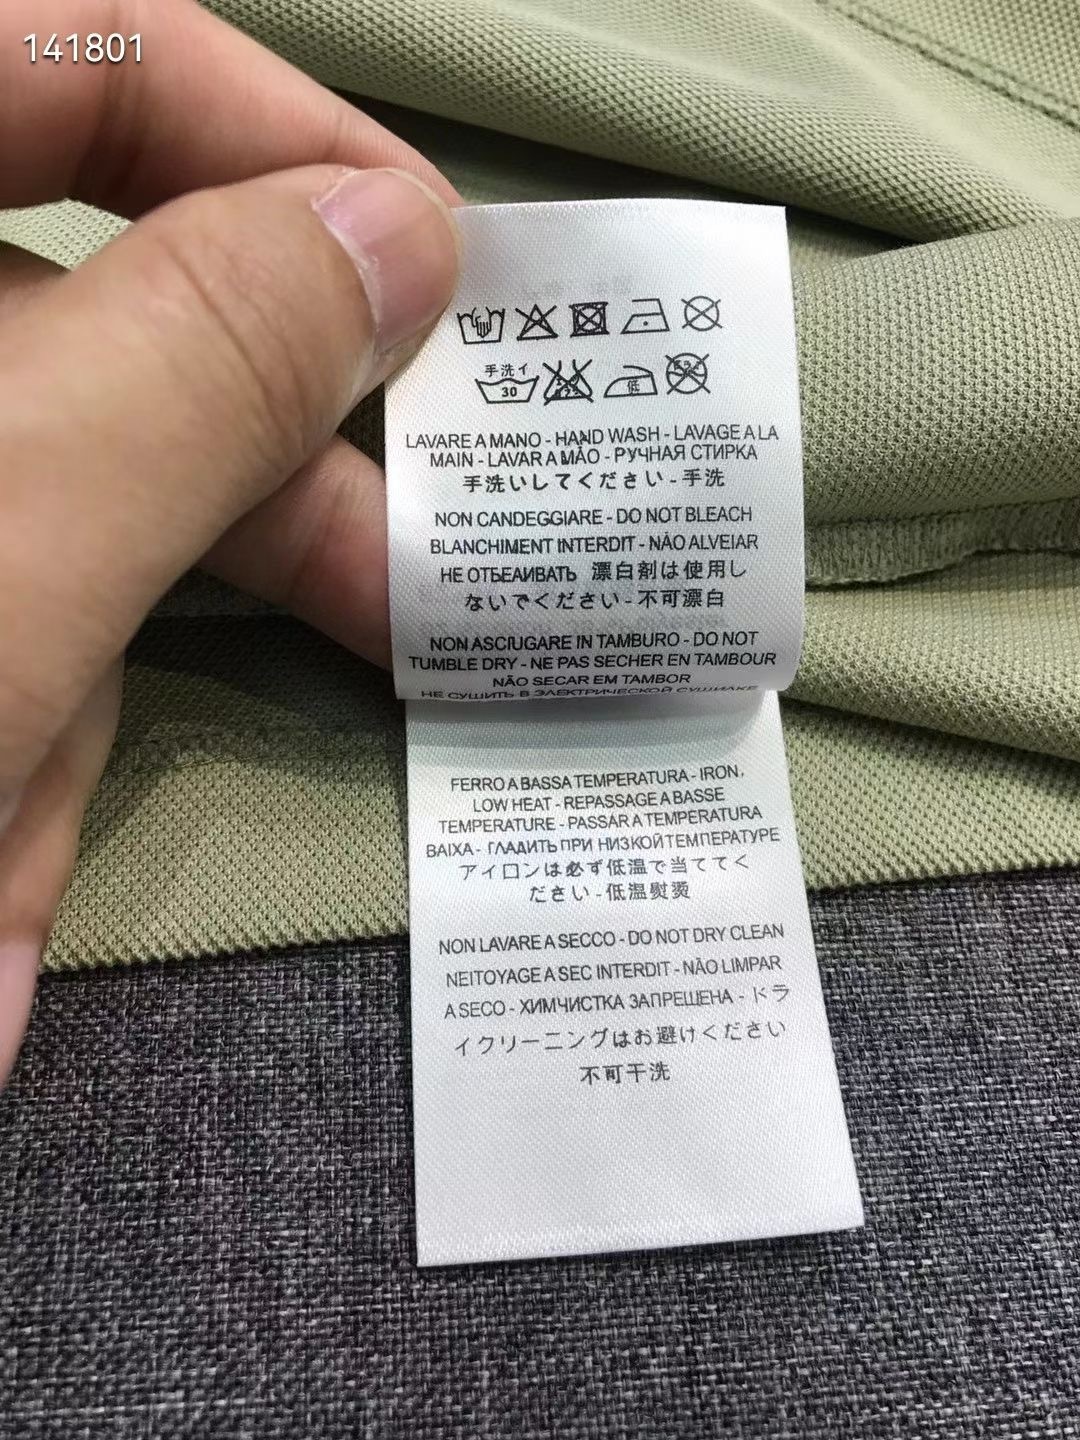 141801
手洗イ
30
低
LAVARE A MANO - HAND WASH - LAVAGE A LA
MAIN - LAVAR A MÃO - РУЧНАЯ СТИРКА
手洗いしてください - 手洗
NON CANDEGGIARE - DO NOT BLEACH
BLANCHIMENT INTERDIT - NÃO ALVEIAR
НЕ ОТБЕАИВАТЬ 漂白剤は使用し
ないでください - 不可漂白
NON ASCIUGARE IN TAMBURO - DO NOT
TUMBLE DRY - NE PAS SECHER EN TAMBOUR
NÃO SECAR EM TAMBOR
НЕ СУШИТЬ В ЭЛЕКТРИЧЕСКОЙ СУШИЛКЕ
FERRO A BASSA TEMPERATURA - IRON,
LOW HEAT - REPASSAGE A BASSE
TEMPERATURE - PASSAR A TEMPERATURA
BAIXA - ГЛАДИТЬ ПРИ НИЗКОЙ ТЕМПЕРАТУРЕ
アイロンは必ず低温で当ててく
ださい - 低温熨烫
NON LAVARE A SECCO - DO NOT DRY CLEAN
NEITOYAGE A SEC INTERDIT - NÃO LIMPAR
A SECO - ХИМЧИСТКА ЗАПРЕШЕНА - ドラ
イクリーニングはお避けください
不可干洗